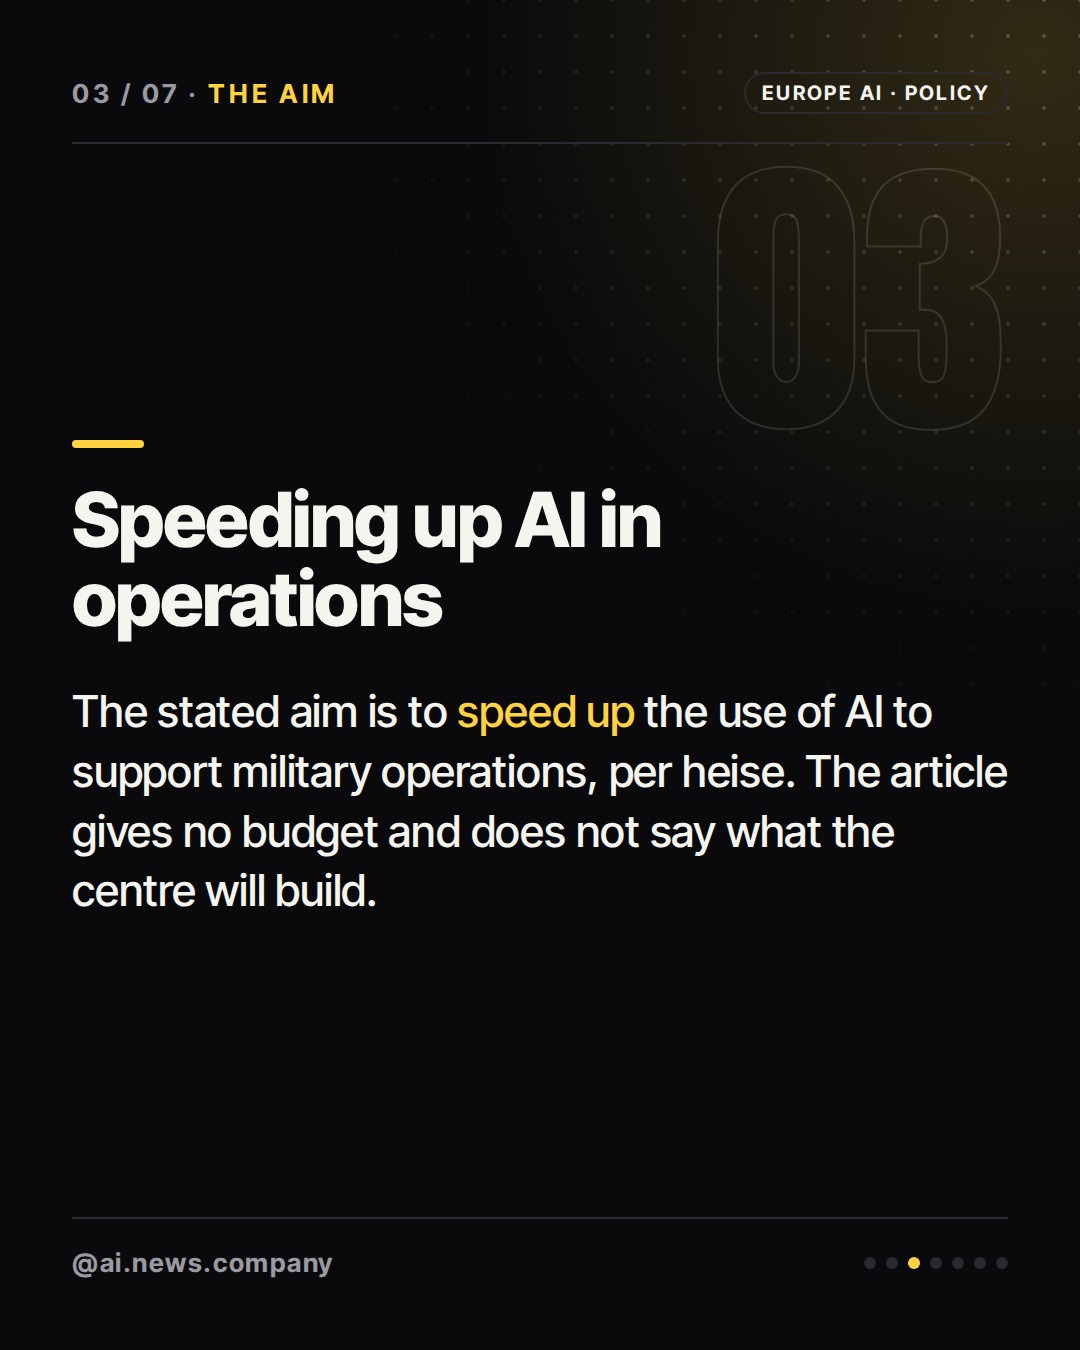 03 / 07 · THE AIM
EUROPE AI · POLICY
03
Speeding up AI in
operations
The stated aim is to speed up the use of AI to
support military operations, per heise. The article
gives no budget and does not say what the
centre will build.
@ai.news.company